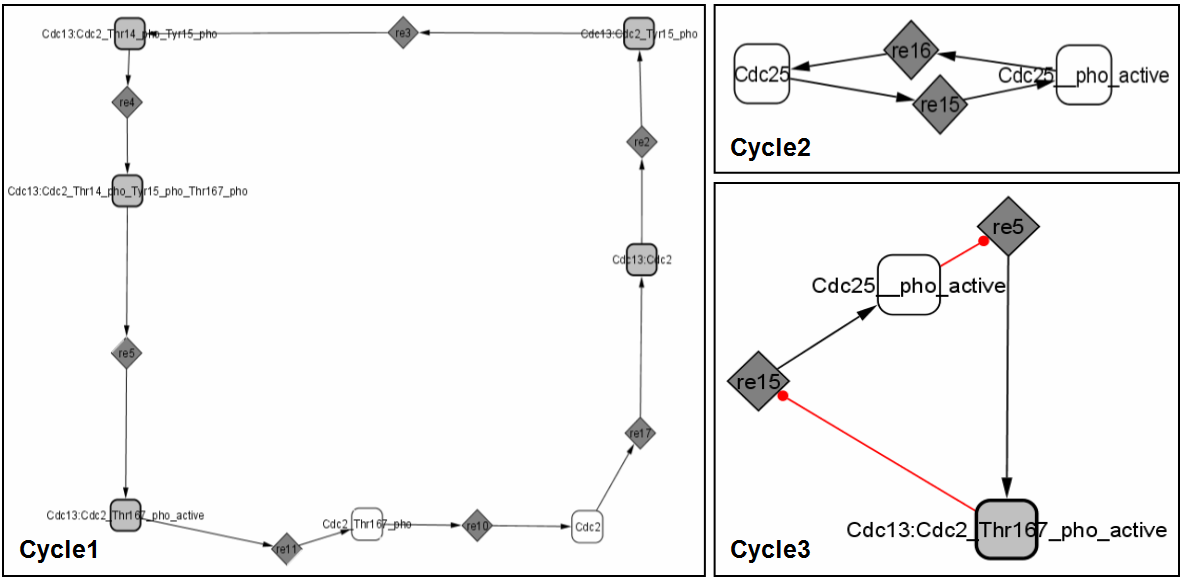 Cdc13:Cdc2_Thr14_pho_Tyr15_pho
re3
Cdc13:Cdc2_Tyr15_pho
re4
re2
Cdc13:Cdc2_Thr14_pho_Tyr15_pho_Thr167_pho
Cdc13:Cdc2
re5
re17
Cdc13:Cdc2_Thr167_pho_active
re11
Cdc2_Thr167_pho
re10
Cdc2
Cycle1
re16
Cdc25
Cdc25__pho_active
re15
Cycle2
re5
Cdc25__pho_active
re15
Cdc13:Cdc2_Thr167_pho_active
Cycle3